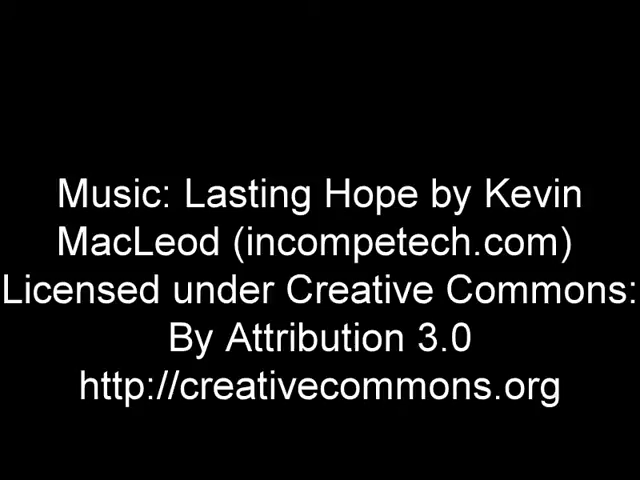 Music: Lasting Hope by Kevin
MacLeod (incompetech.com)
Licensed under Creative Commons:
By Attribution 3.0
http://creativecommons.org